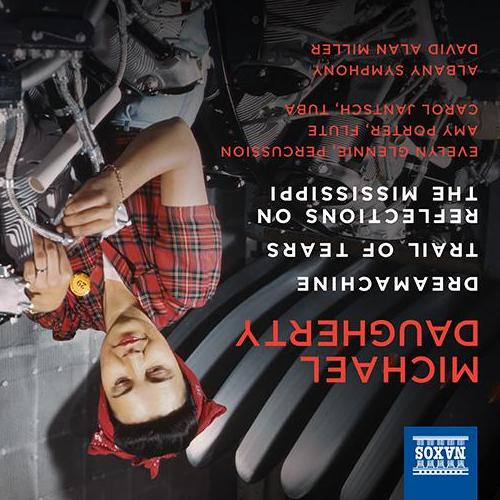 NAXOS
MICHAEL
DAUGHERTY
DREAMACHINE
TRAIL OF TEARS
REFLECTIONS ON
THE MISSISSIPPI
EVELYN GLENNIE, PERCUSSION
AMY PORTER, FLUTE
CAROL JANTSCH, TUBA
ALBANY SYMPHONY
DAVID ALAN MILLER